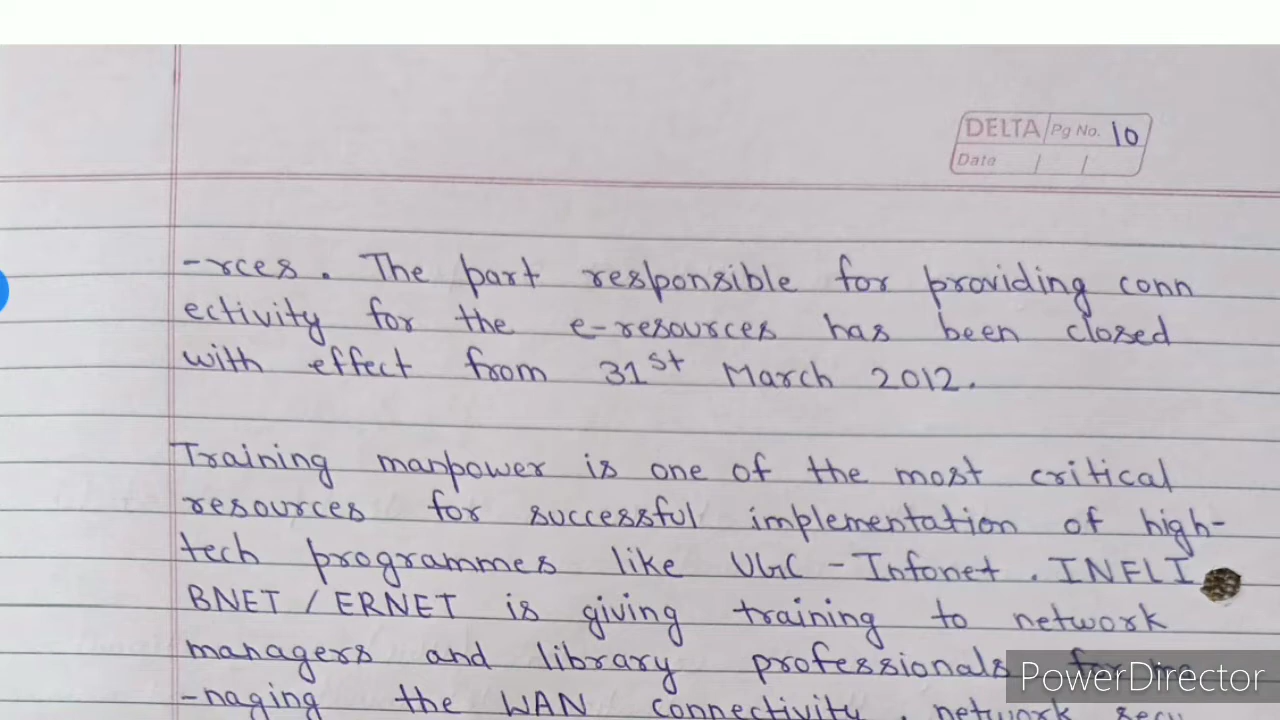 DELTA Pg No. 10
Date / /
-rces. The part responsible for providing conn
ectivity for the e-resources has been closed
with effect from 31st March 2012.
Training manpower is one of the most critical
resources for successful implementation of high-
tech programmes like UGC-Infonet. INFLI
BNET/ERNET is giving training to network
managers and library professionals for
PowerDirector
-naging the WAN connectivity, network secu